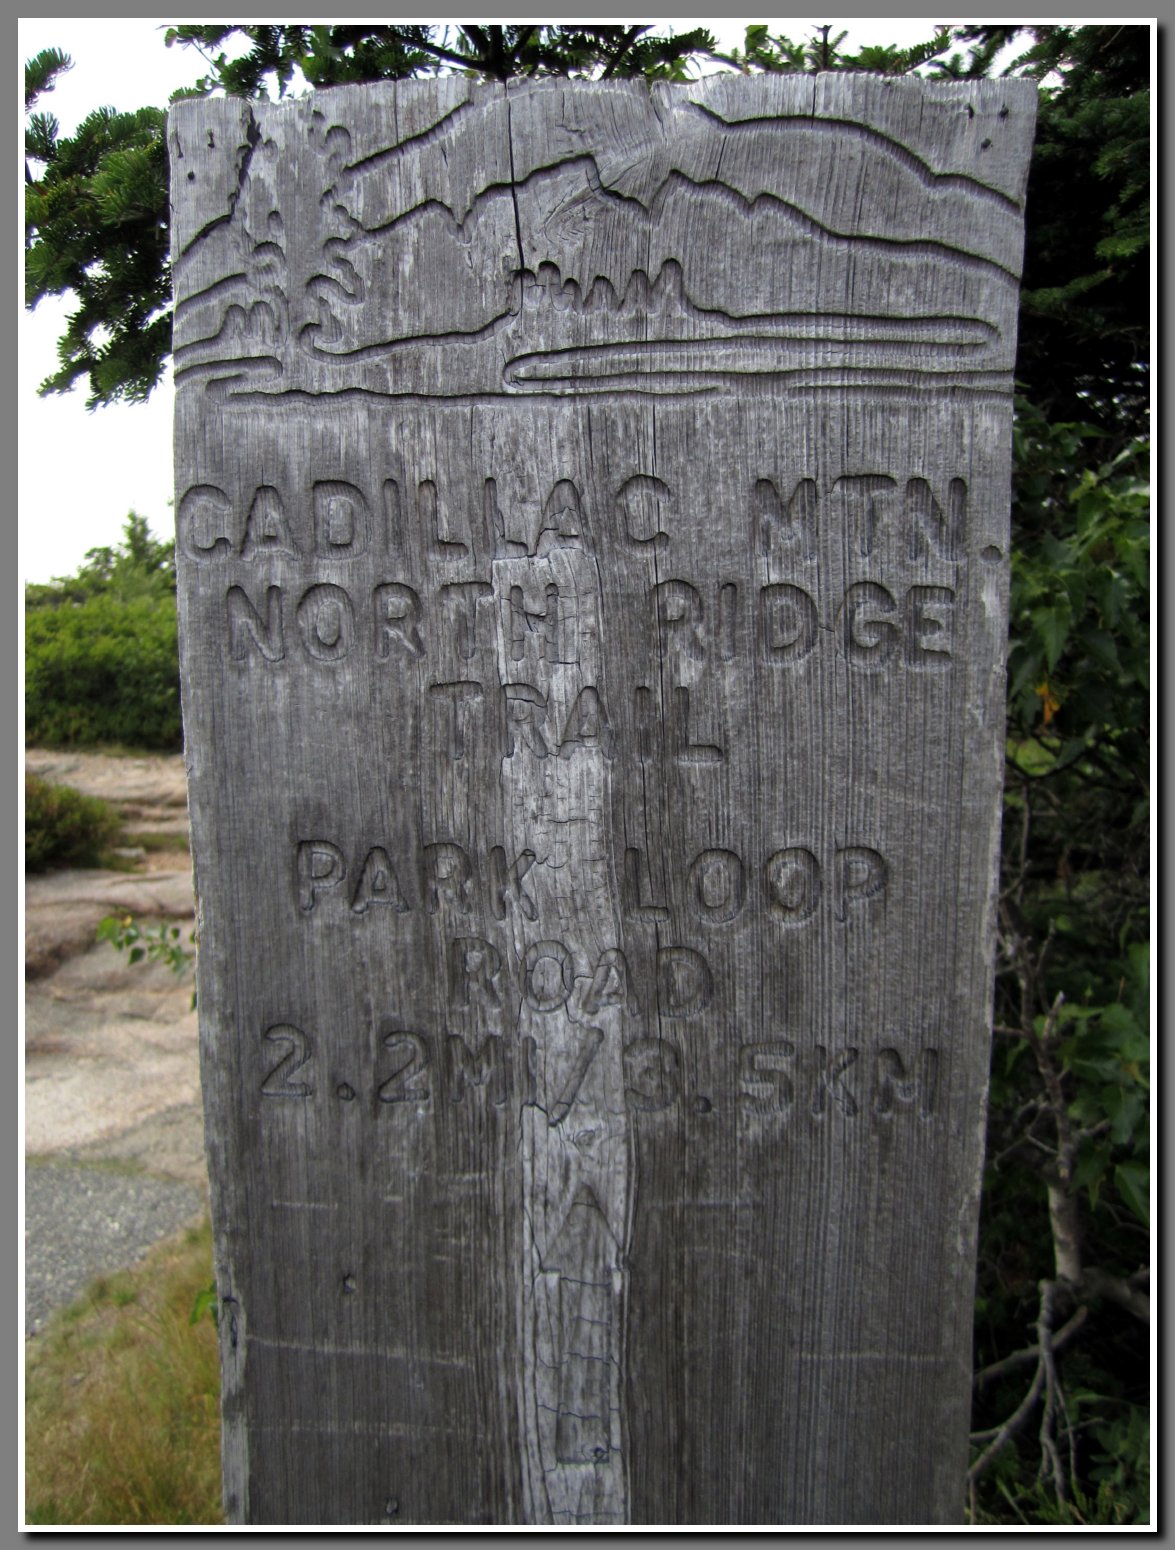 CADILLAC MTN.
NORTH RIDGE
TRAIL
PARK LOOP
ROAD
2.2MI/3.5KM